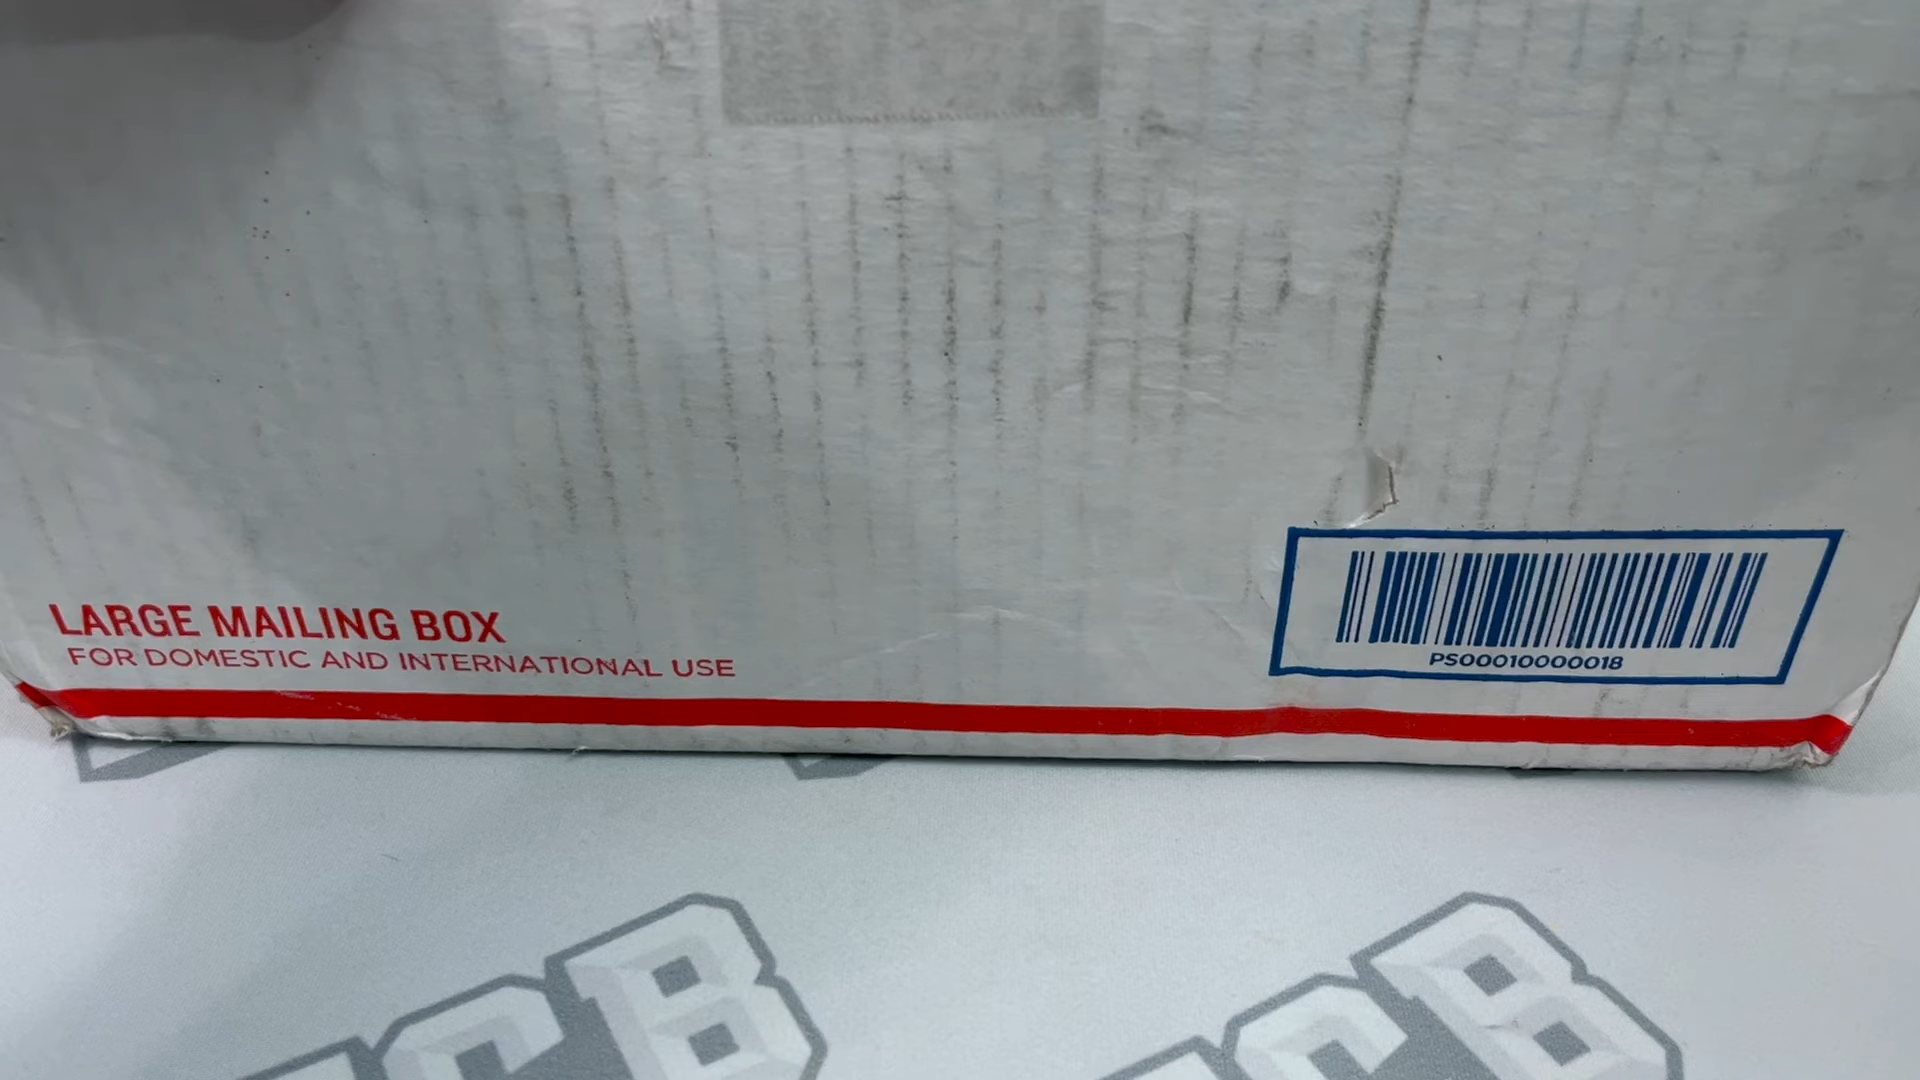 LARGE MAILING BOX
FOR DOMESTIC AND INTERNATIONAL USE
PS00010000018